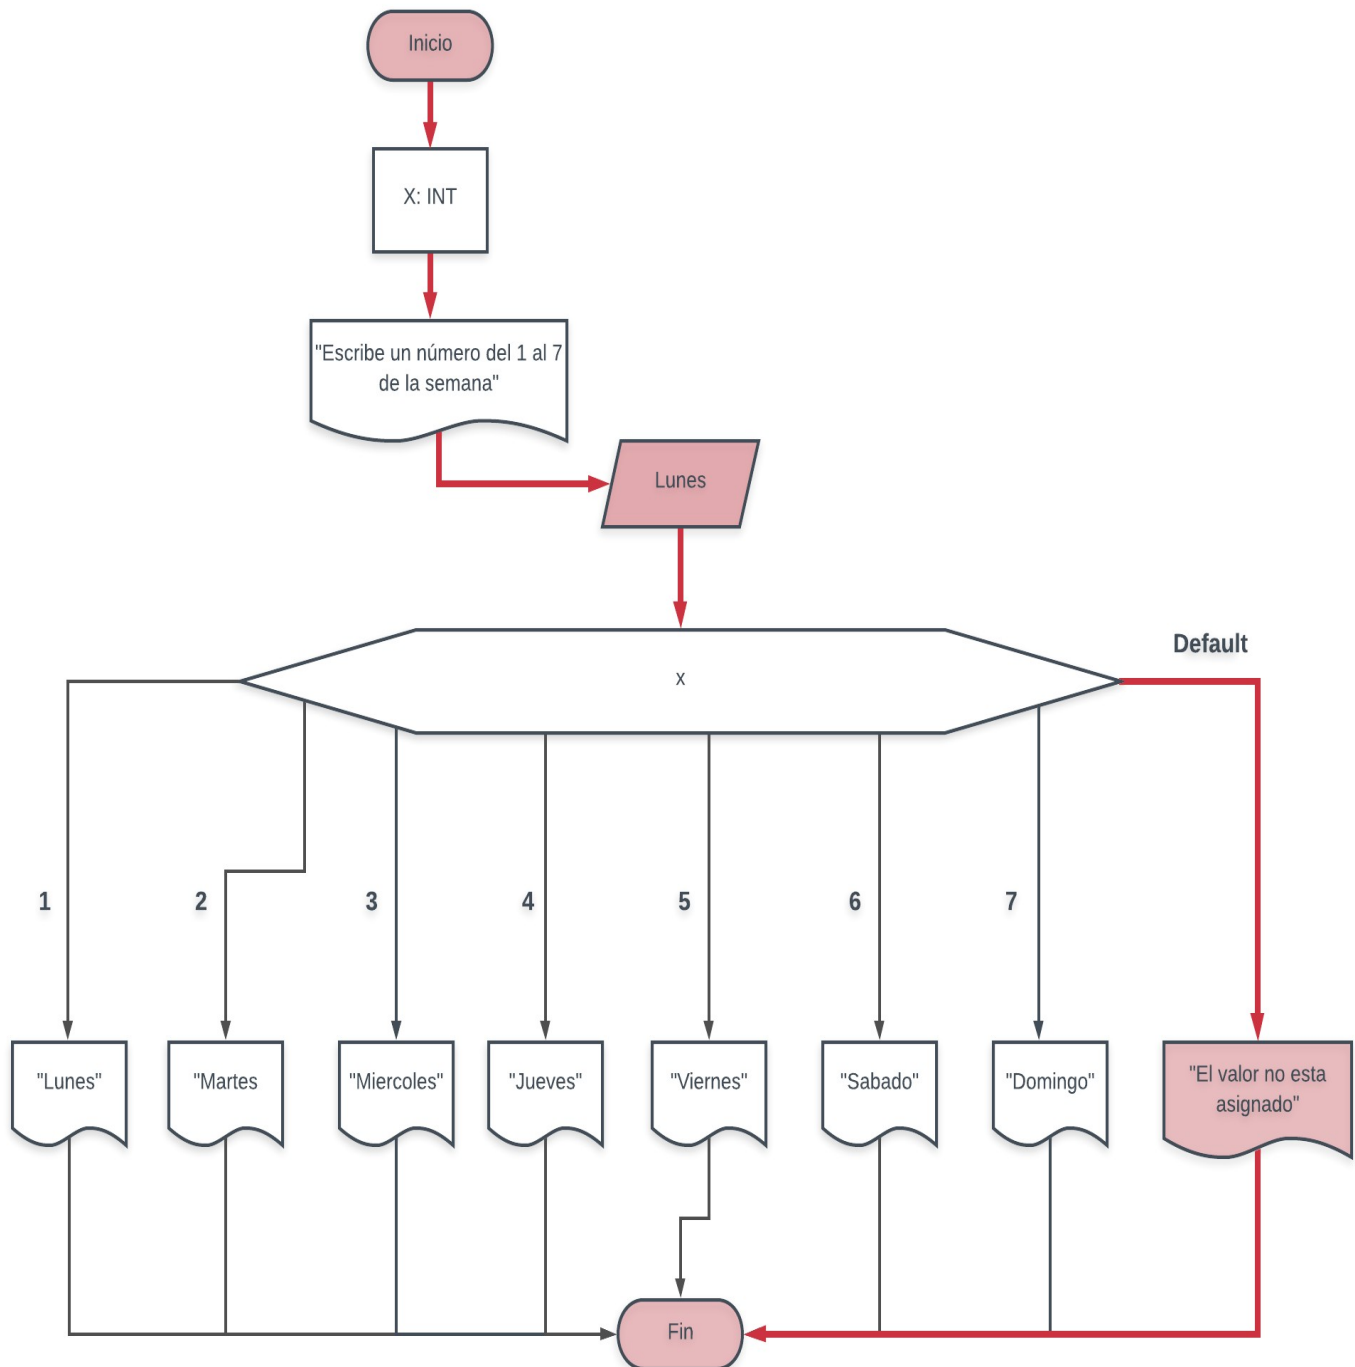 Inicio
X: INT
"Escribe un número del 1 al 7
de la semana"
Lunes
x
Default
1
2
3
4
5
6
7
"Lunes"
"Martes
"Miercoles"
"Jueves"
"Viernes"
"Sabado"
"Domingo"
"El valor no esta
asignado"
Fin